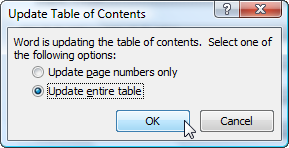 Update Table of Contents
Word is updating the table of contents. Select one of
the following options:
Update page numbers only
Update entire table
OK
Cancel